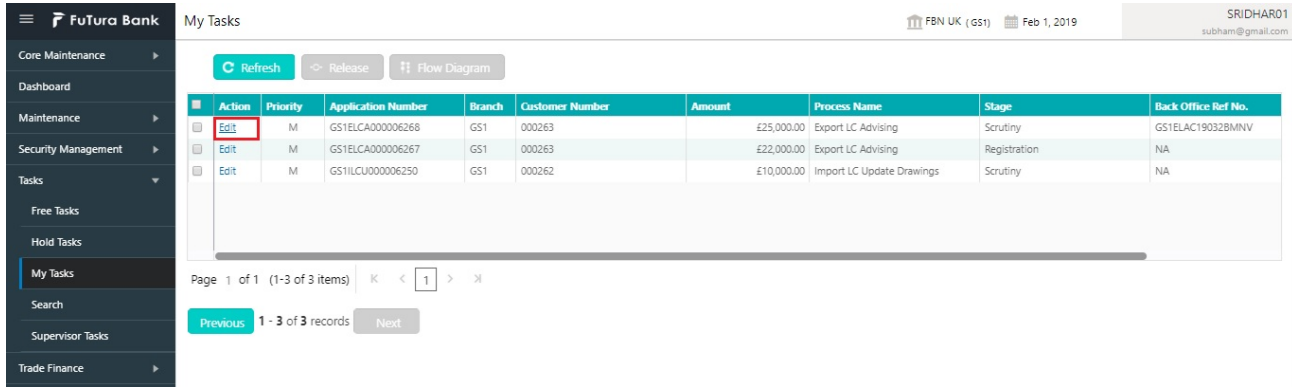 FuTura Bank
My Tasks
FBN UK (GS1)
Feb 1, 2019
SRIDHAR01
subham@gmail.com
Core Maintenance
Dashboard
Maintenance
Security Management
Tasks
Free Tasks
Hold Tasks
My Tasks
Search
Supervisor Tasks
Trade Finance
Refresh Release Flow Diagram
Action Priority Application Number Branch Customer Number Amount Process Name Stage Back Office Ref No.
Edit M GS1ELCA000006268 GS1 000263 £25,000.00 Export LC Advising Scrutiny GS1ELAC19032BMNV
Edit M GS1ELCA000006267 GS1 000263 £22,000.00 Export LC Advising Registration NA
Edit M GS1ILCU000006250 GS1 000262 £10,000.00 Import LC Update Drawings Scrutiny NA
Page 1 of 1 (1-3 of 3 items) K < 1 > X
Previous 1 - 3 of 3 records Next